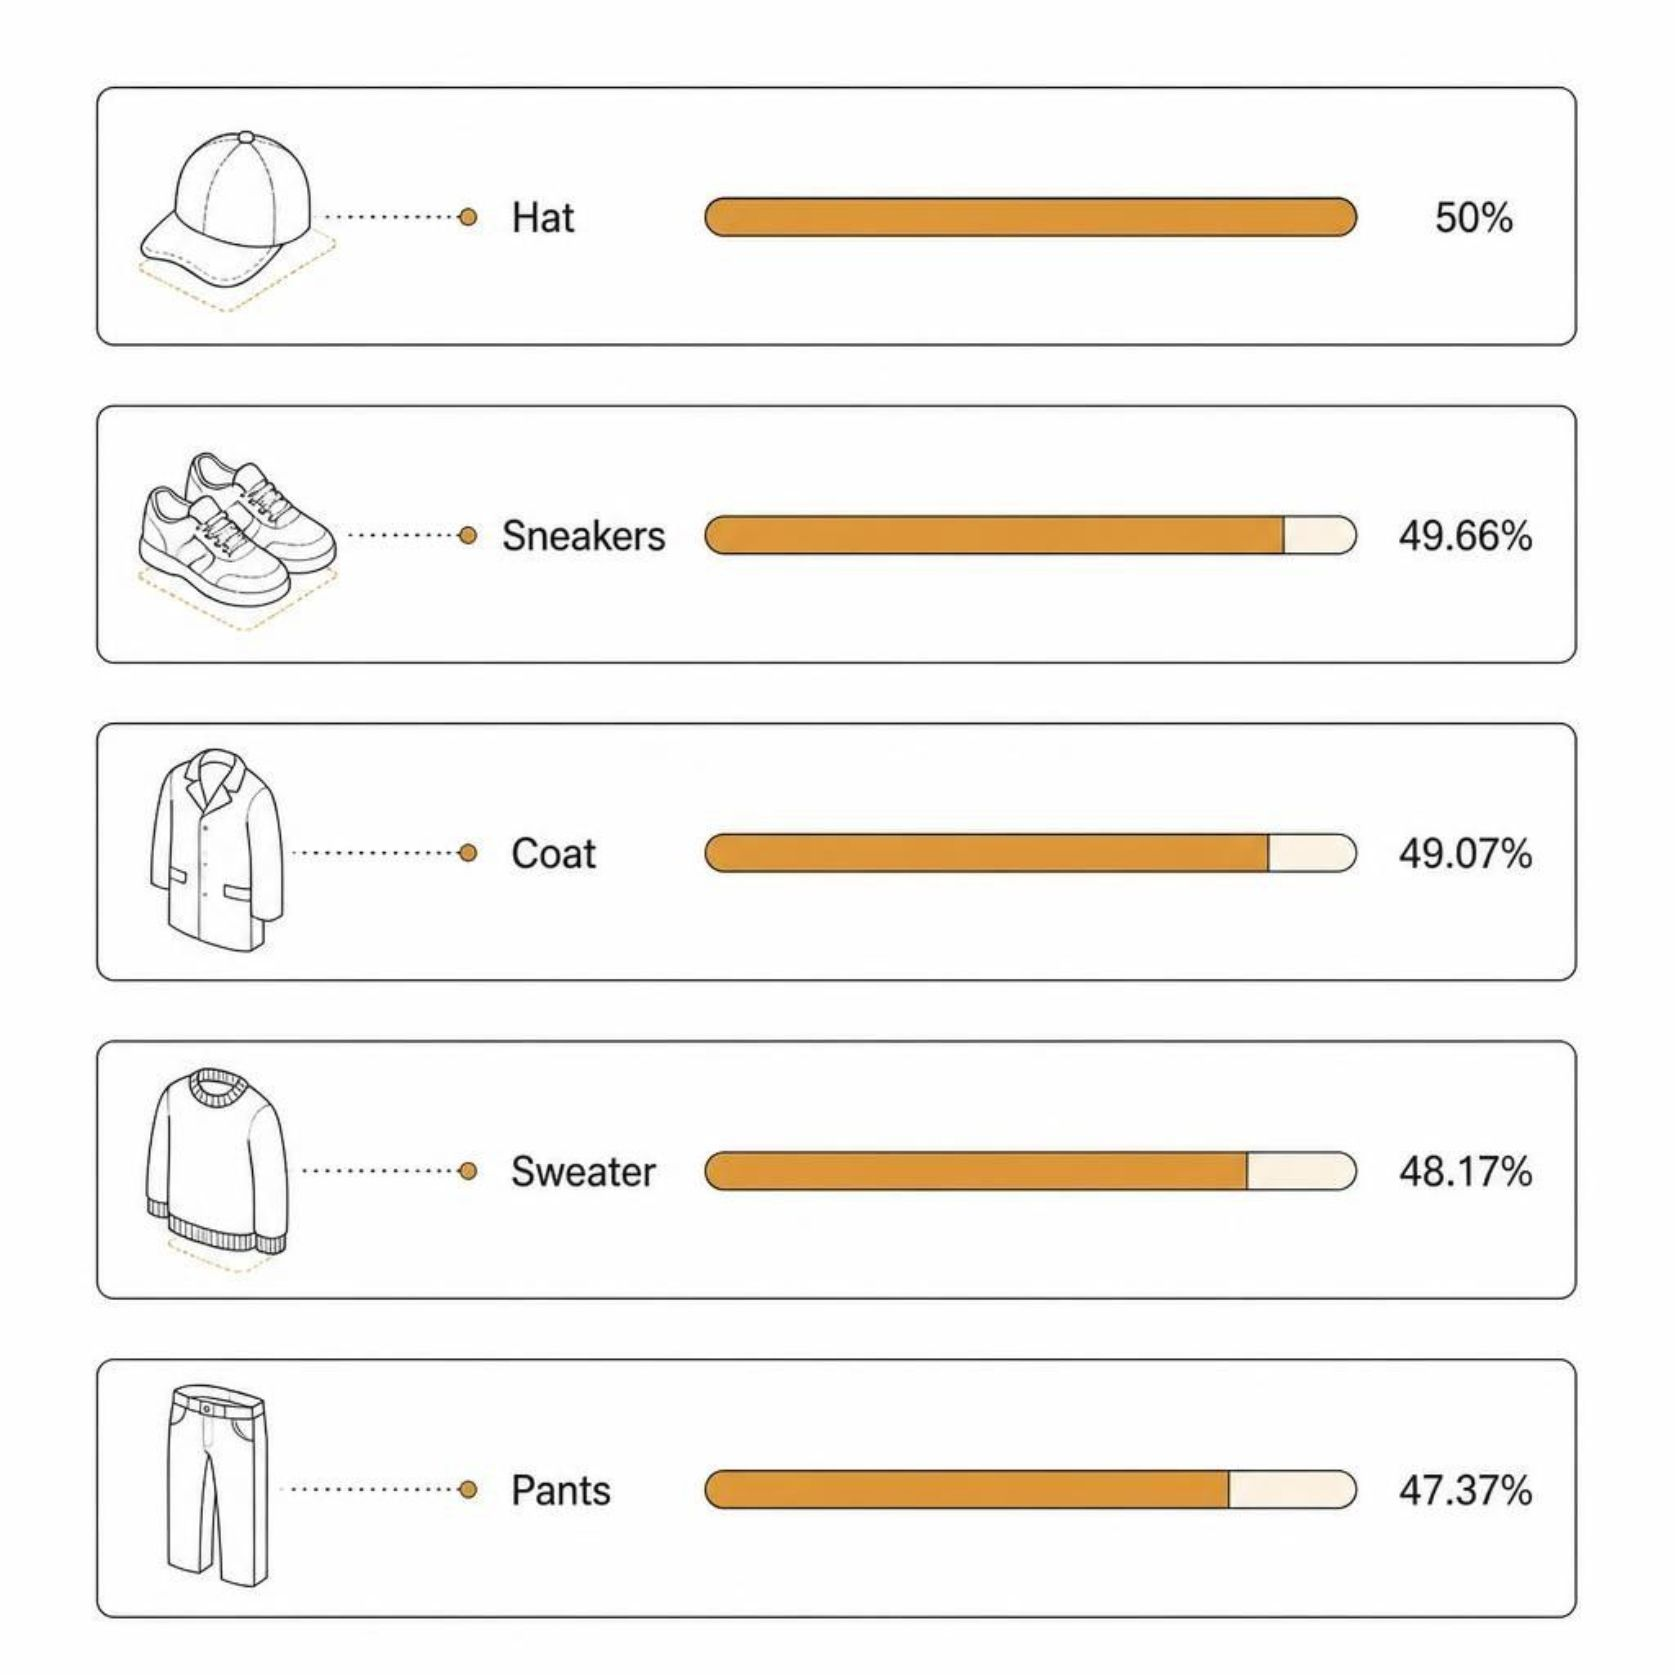 Hat 50%
Sneakers 49.66%
Coat 49.07%
Sweater 48.17%
Pants 47.37%